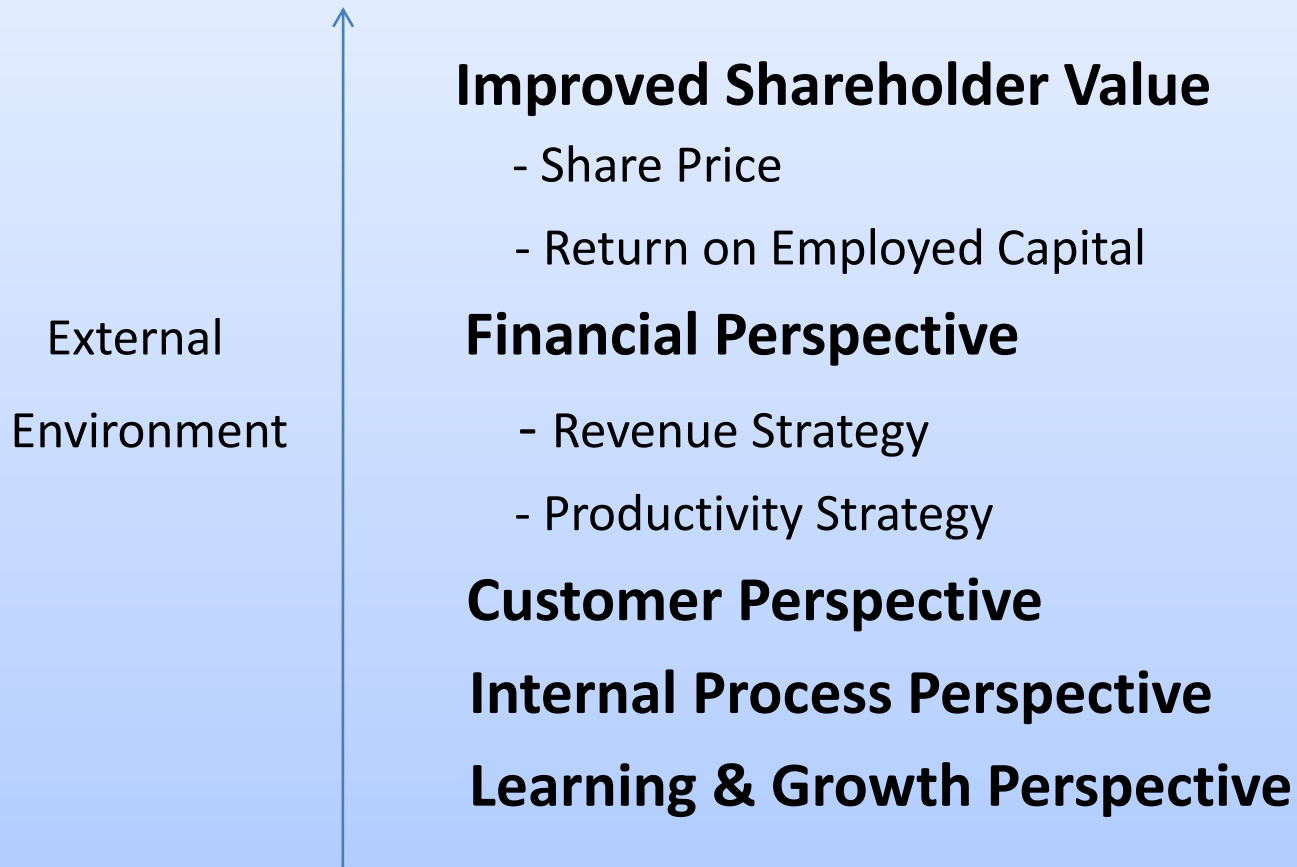 Improved Shareholder Value
- Share Price
- Return on Employed Capital
External Financial Perspective
Environment - Revenue Strategy
- Productivity Strategy
Customer Perspective
Internal Process Perspective
Learning & Growth Perspective